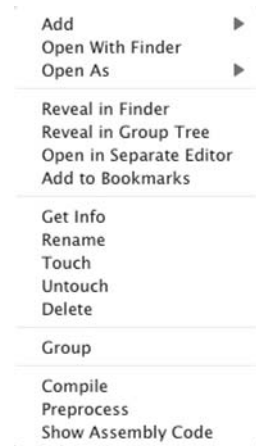 Add
Open With Finder
Open As
Reveal in Finder
Reveal in Group Tree
Open in Separate Editor
Add to Bookmarks
Get Info
Rename
Touch
Untouch
Delete
Group
Compile
Preprocess
Show Assembly Code